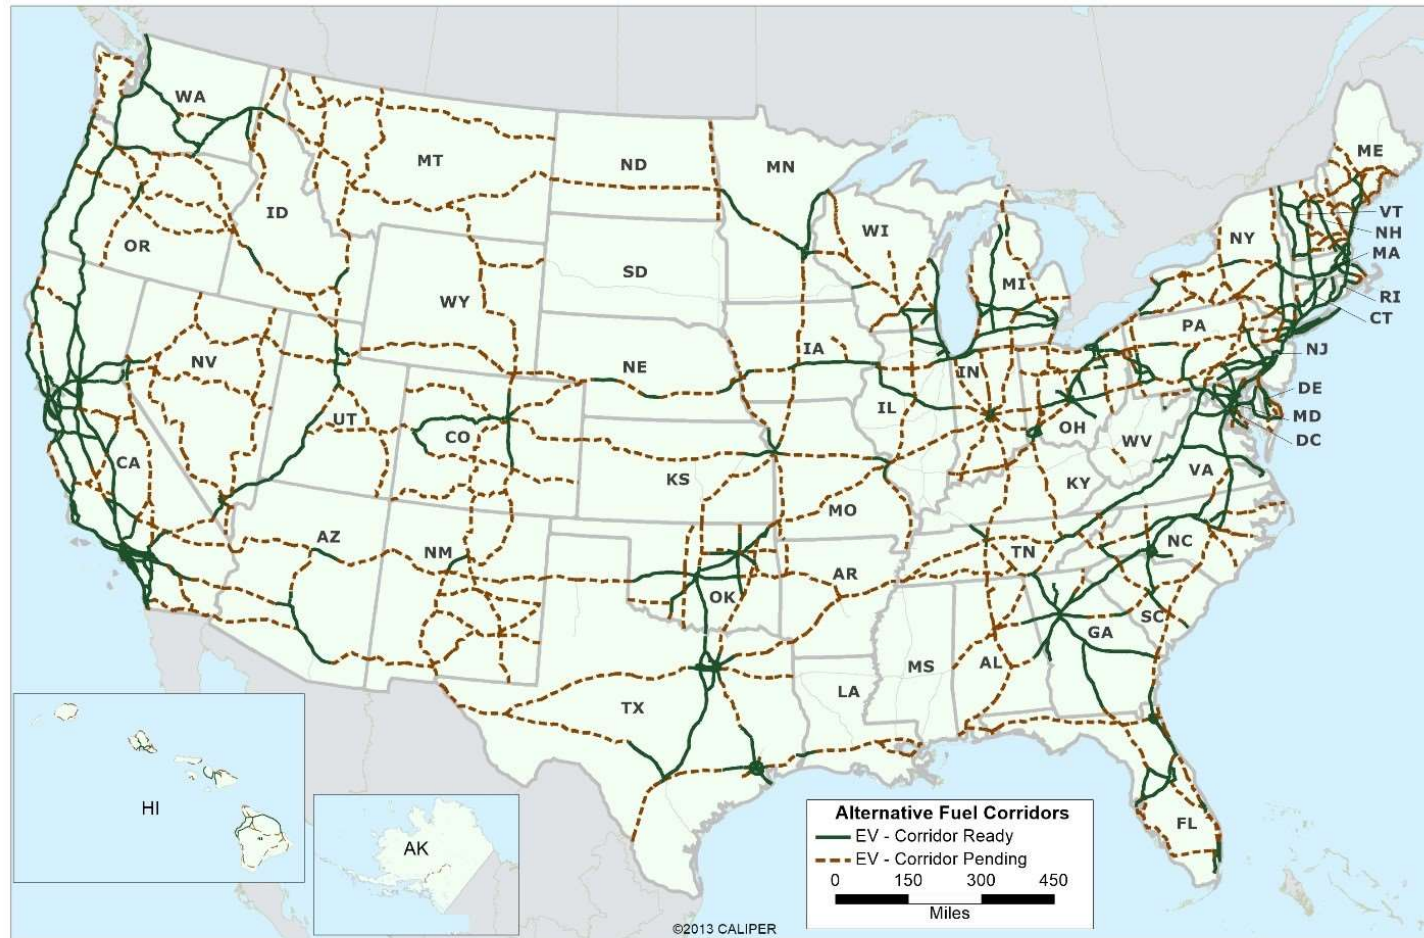 WA
MT
ND
MN
ME
VT
NH
MA
RI
CT
ID
OR
WI
NY
MI
SD
WY
PA
NJ
IA
NE
NV
IN
DE
MD
DC
IL
OH
UT
CO
WV
CA
KS
VA
KY
MO
AZ
NM
NC
TN
AR
OK
SC
GA
MS
AL
LA
TX
HI
AK
FL
Alternative Fuel Corridors
EV - Corridor Ready
EV - Corridor Pending
0 150 300 450
Miles
©2013 CALIPER